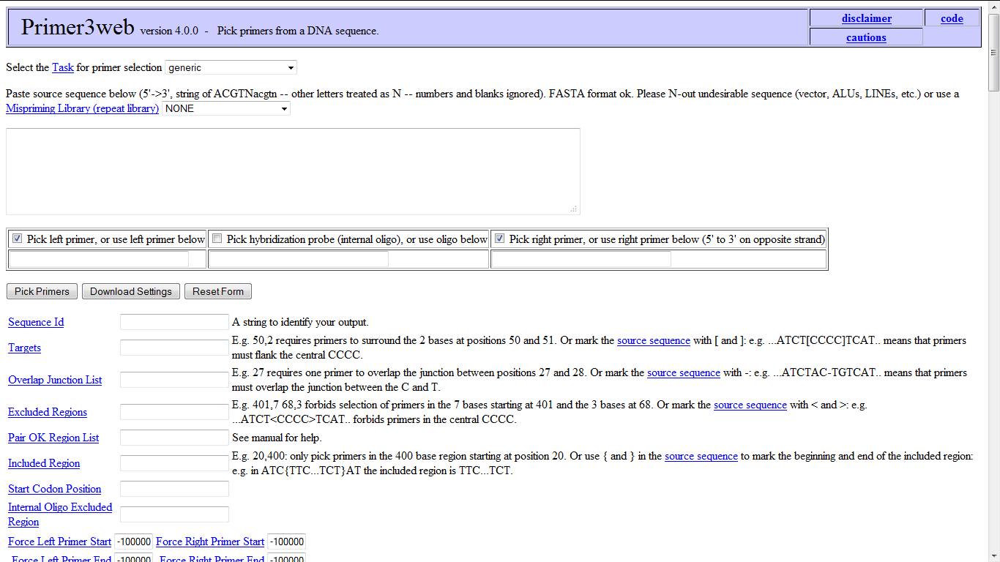 Primer3web version 4.0.0 - Pick primers from a DNA sequence.
disclaimer
code
cautions
Select the Task for primer selection generic
Paste source sequence below (5'->3', string of ACGTNacgtn -- other letters treated as N -- numbers and blanks ignored). FASTA format ok. Please N-out undesirable sequence (vector, ALUs, LINEs, etc.) or use a
Mispriming Library (repeat library) NONE
Pick left primer, or use left primer below
Pick hybridization probe (internal oligo), or use oligo below
Pick right primer, or use right primer below (5' to 3' on opposite strand)
Pick Primers Download Settings Reset Form
Sequence Id A string to identify your output.
Targets E.g. 50,2 requires primers to surround the 2 bases at positions 50 and 51. Or mark the source sequence with [ and ]: e.g. ...ATCT[CCCC]TCAT.. means that primers
must flank the central CCCC.
Overlap Junction List E.g. 27 requires one primer to overlap the junction between positions 27 and 28. Or mark the source sequence with -: e.g. ...ATCTAC-TGTCAT.. means that primers
must overlap the junction between the C and T.
Excluded Regions E.g. 401,7 68,3 forbids selection of primers in the 7 bases starting at 401 and the 3 bases at 68. Or mark the source sequence with < and >: e.g.
...ATCT<CCCC>TCAT.. forbids primers in the central CCCC.
Pair OK Region List See manual for help.
Included Region E.g. 20,400: only pick primers in the 400 base region starting at position 20. Or use { and } in the source sequence to mark the beginning and end of the included region:
e.g. in ATC{TTC...TCT}AT the included region is TTC...TCT.
Start Codon Position
Internal Oligo Excluded
Region
Force Left Primer Start -100000 Force Right Primer Start -100000
Force Left Primer End -100000 Force Right Primer End -100000